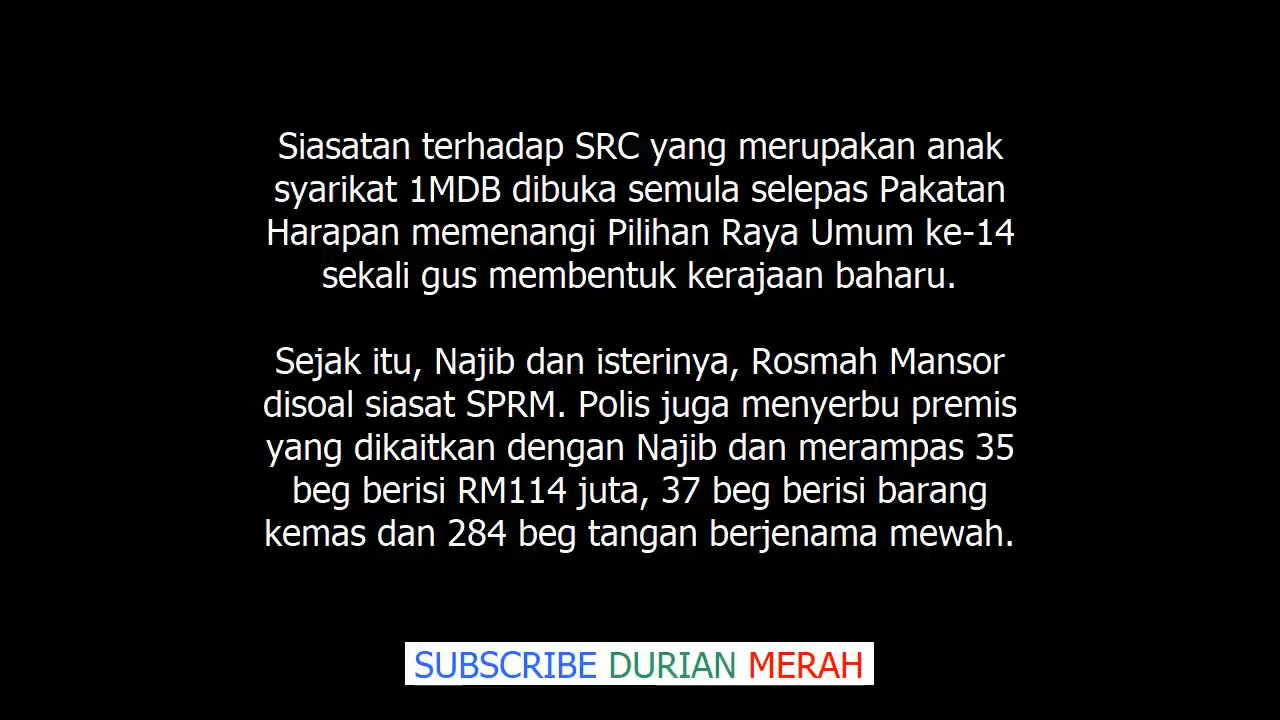 Siasatan terhadap SRC yang merupakan anak
syarikat 1MDB dibuka semula selepas Pakatan
Harapan memenangi Pilihan Raya Umum ke-14
sekali gus membentuk kerajaan baharu.
Sejak itu, Najib dan isterinya, Rosmah Mansor
disoal siasat SPRM. Polis juga menyerbu premis
yang dikaitkan dengan Najib dan merampas 35
beg berisi RM114 juta, 37 beg berisi barang
kemas dan 284 beg tangan berjenama mewah.
SUBSCRIBE DURIAN MERAH